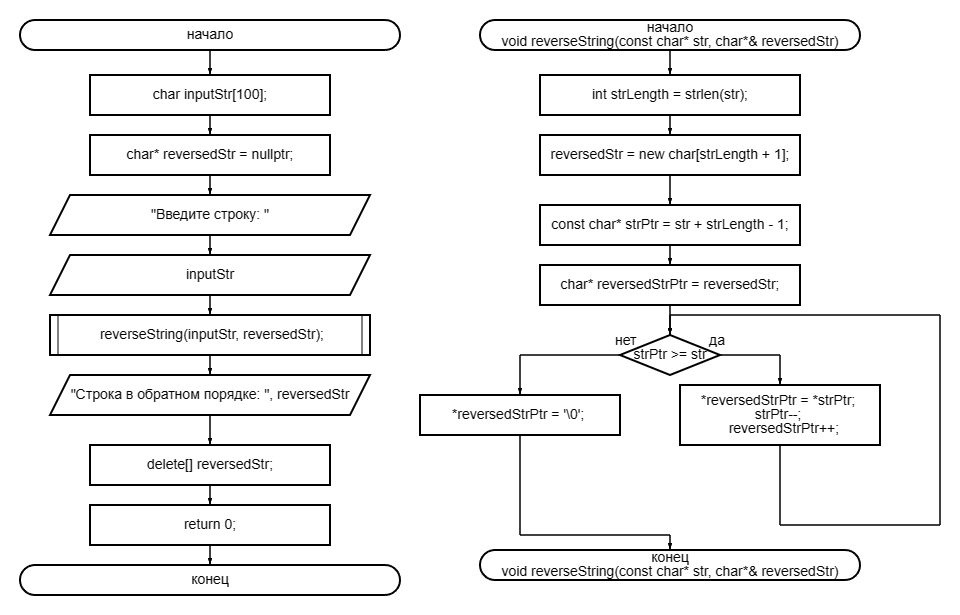 начало
char inputStr[100];
char* reversedStr = nullptr;
"Введите строку: "
inputStr
reverseString(inputStr, reversedStr);
"Строка в обратном порядке: ", reversedStr
delete[] reversedStr;
return 0;
конец
начало
void reverseString(const char* str, char*& reversedStr)
int strLength = strlen(str);
reversedStr = new char[strLength + 1];
const char* strPtr = str + strLength - 1;
char* reversedStrPtr = reversedStr;
нет
да
strPtr >= str
*reversedStrPtr = '\0';
*reversedStrPtr = *strPtr;
strPtr--;
reversedStrPtr++;
конец
void reverseString(const char* str, char*& reversedStr)